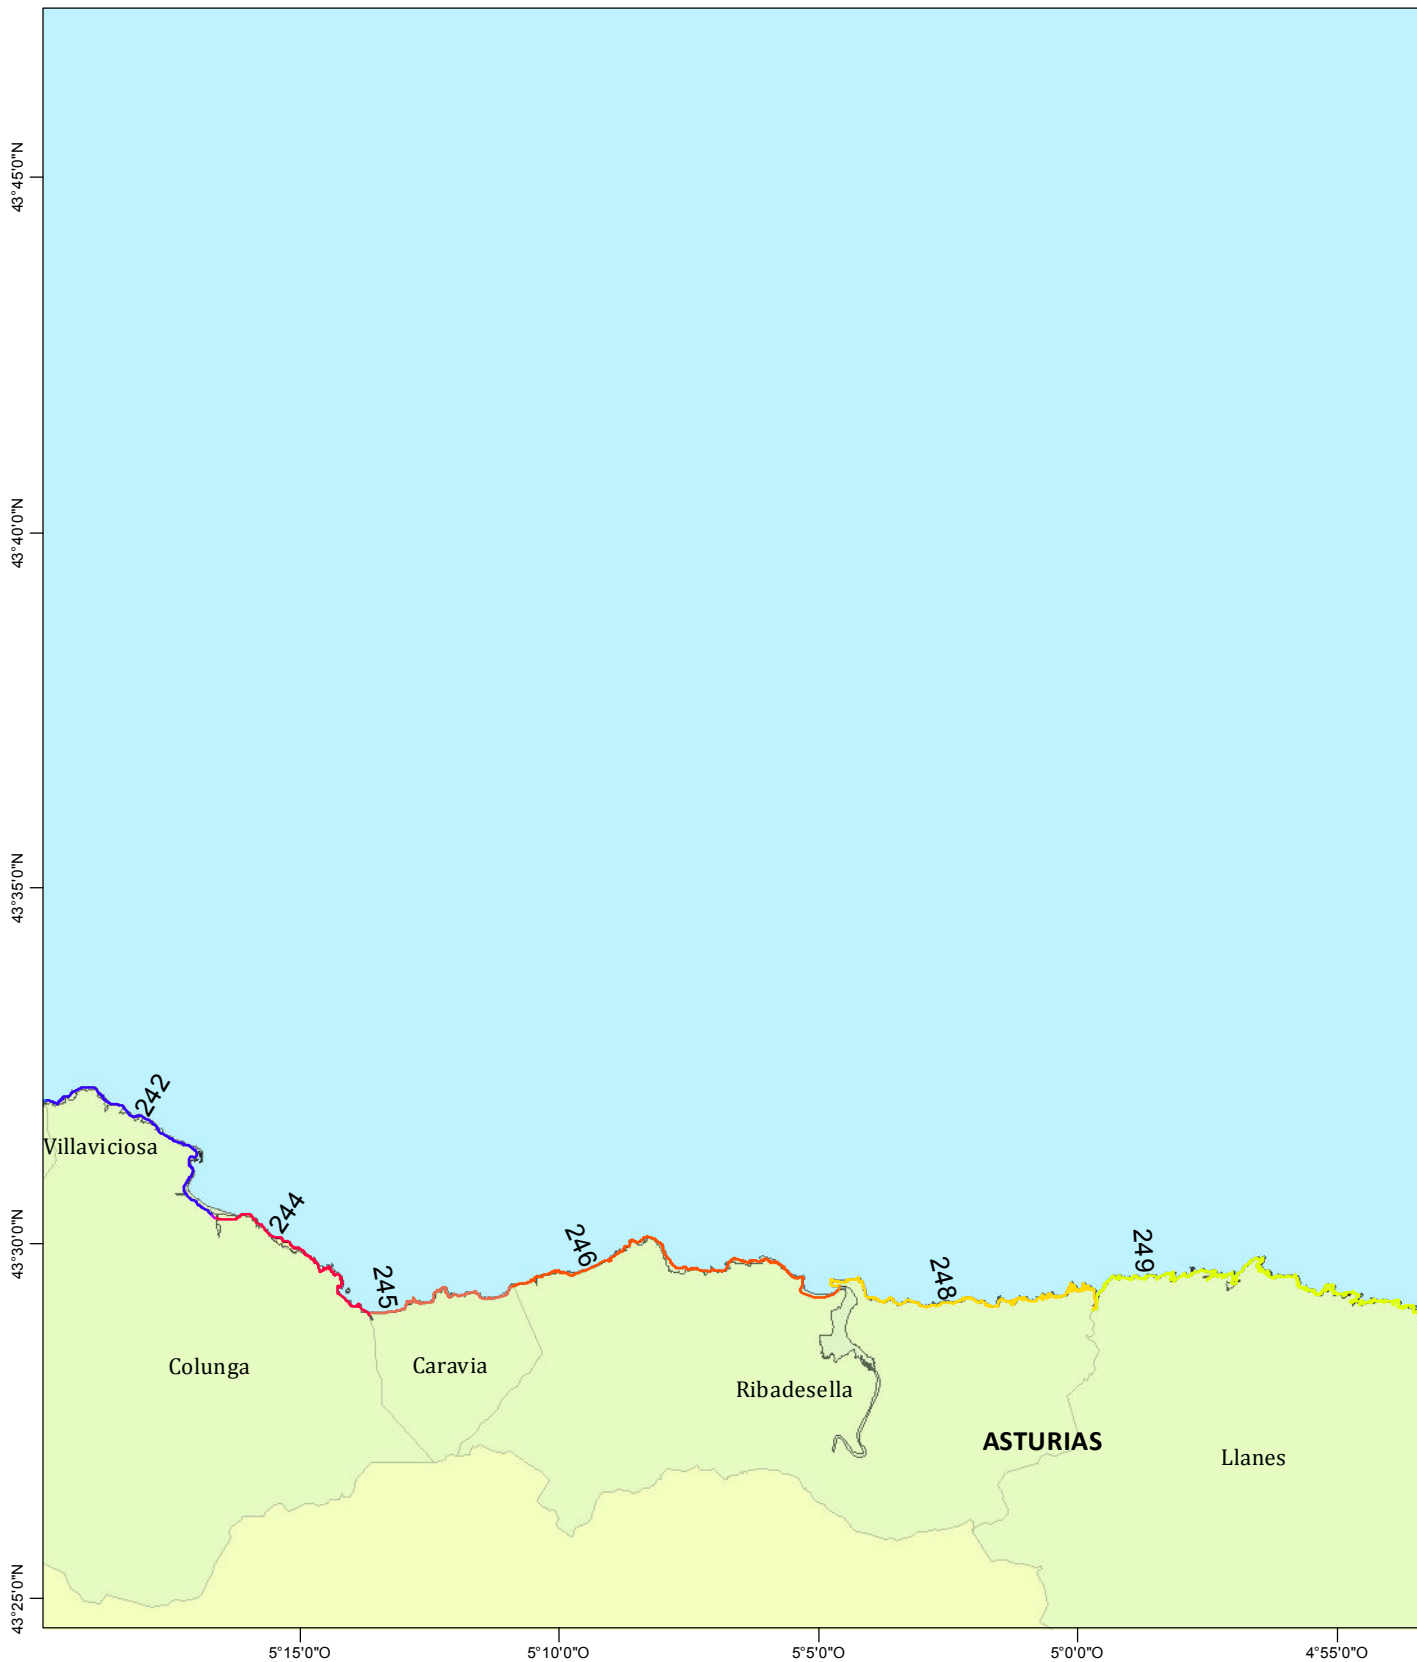 43°45'0"N
43°40'0"N
43°35'0"N
43°30'0"N
43°25'0"N
242
Villaviciosa
244
245
246
248
249
Colunga
Caravia
Ribadesella
ASTURIAS
Llanes
5°15'0"O
5°10'0"O
5°5'0"O
5°0'0"O
4°55'0"O